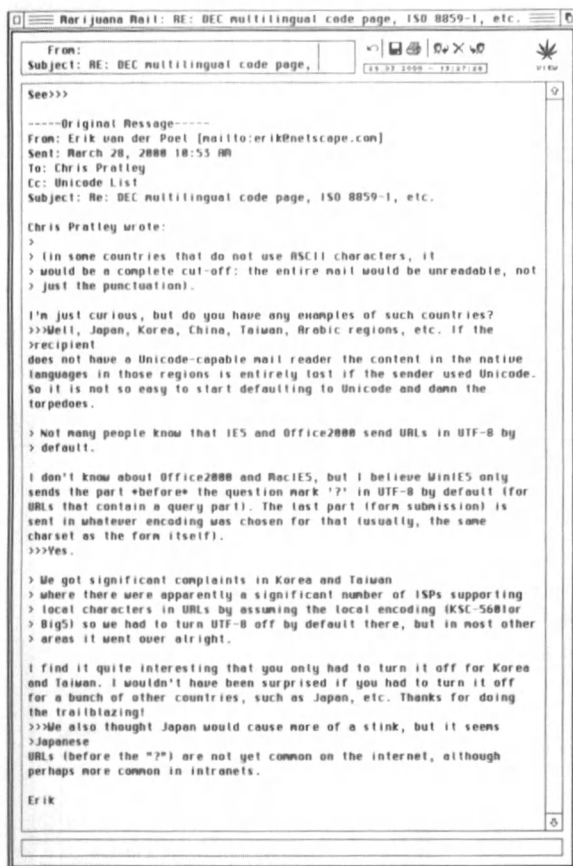 Marijuana Mail: RE: DEC multilingual code page, ISO 8859-1, etc.
From:
Subject: RE: DEC multilingual code page,
VIEW
See>>>
-----Original Message-----
From: Erik van der Poel [mailto:erik@netscape.com]
Sent: March 28, 2000 10:53 AM
To: Chris Pratley
Cc: Unicode List
Subject: Re: DEC multilingual code page, ISO 8859-1, etc.
Chris Pratley wrote:
>
> (in some countries that do not use ASCII characters, it
> would be a complete cut-off: the entire mail would be unreadable, not
> just the punctuation).
I'm just curious, but do you have any examples of such countries?
>>>Well, Japan, Korea, China, Taiwan, Arabic regions, etc. If the
>recipient
does not have a Unicode-capable mail reader the content in the native
languages in those regions is entirely lost if the sender used Unicode.
So it is not so easy to start defaulting to Unicode and damn the
torpedoes.
> Not many people know that IE5 and Office2000 send URLs in UTF-8 by
> default.
I don't know about Office2000 and MacIE5, but I believe WinIE5 only
sends the part *before* the question mark '?' in UTF-8 by default (for
URLs that contain a query part). The last part (form submission) is
sent in whatever encoding was chosen for that (usually, the same
charset as the form itself).
>>>Yes.
> We got significant complaints in Korea and Taiwan
> where there were apparently a significant number of ISPs supporting
> local characters in URLs by assuming the local encoding (KSC-5601or
> Big5) so we had to turn UTF-8 off by default there, but in most other
> areas it went over alright.
I find it quite interesting that you only had to turn it off for Korea
and Taiwan. I wouldn't have been surprised if you had to turn it off
for a bunch of other countries, such as Japan, etc. Thanks for doing
the trailblazing!
>>>We also thought Japan would cause more of a stink, but it seems
>Japanese
URLs (before the "?") are not yet common on the internet, although
perhaps more common in intranets.
Erik